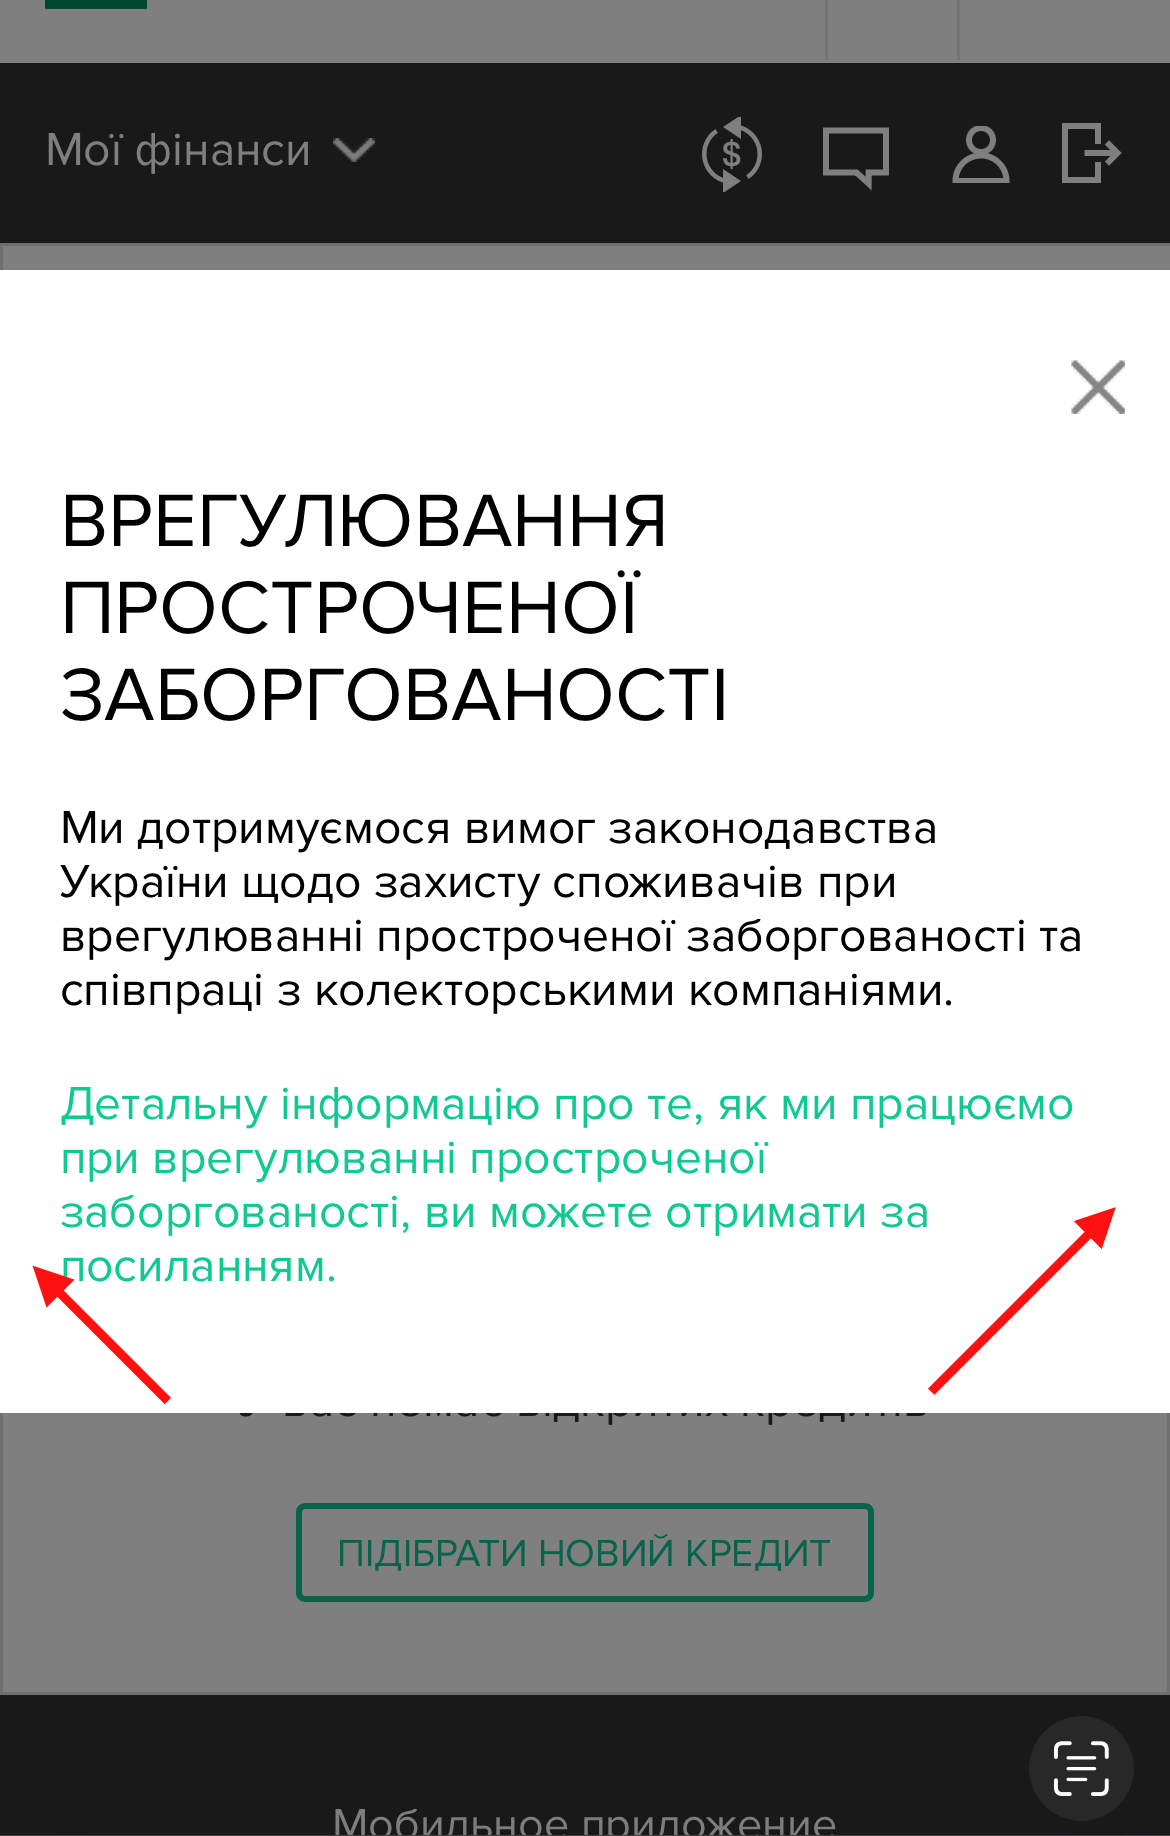 Мої фінанси
$
ВРЕГУЛЮВАННЯ
ПРОСТРОЧЕНОЇ
ЗАБОРГОВАНОСТІ
Ми дотримуємося вимог законодавства
України щодо захисту споживачів при
врегулюванні простроченої заборгованості та
співпраці з колекторськими компаніями.
Детальну інформацію про те, як ми працюємо
при врегулюванні простроченої
заборгованості, ви можете отримати за
посиланням.
ПІДІБРАТИ НОВИЙ КРЕДИТ
Мобильное приложение